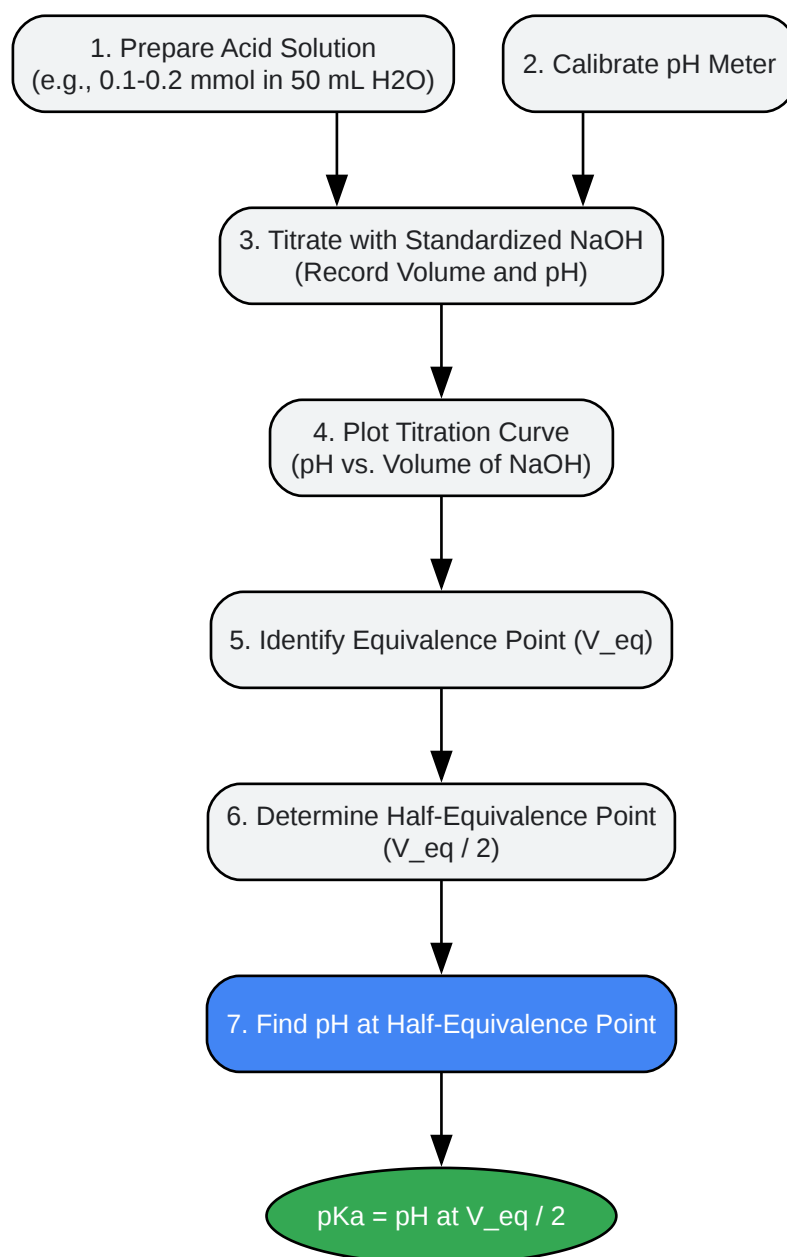 1. Prepare Acid Solution
(e.g., 0.1-0.2 mmol in 50 mL H2O)
2. Calibrate pH Meter
3. Titrate with Standardized NaOH
(Record Volume and pH)
4. Plot Titration Curve
(pH vs. Volume of NaOH)
5. Identify Equivalence Point (V_eq)
6. Determine Half-Equivalence Point
(V_eq / 2)
7. Find pH at Half-Equivalence Point
pKa = pH at V_eq / 2